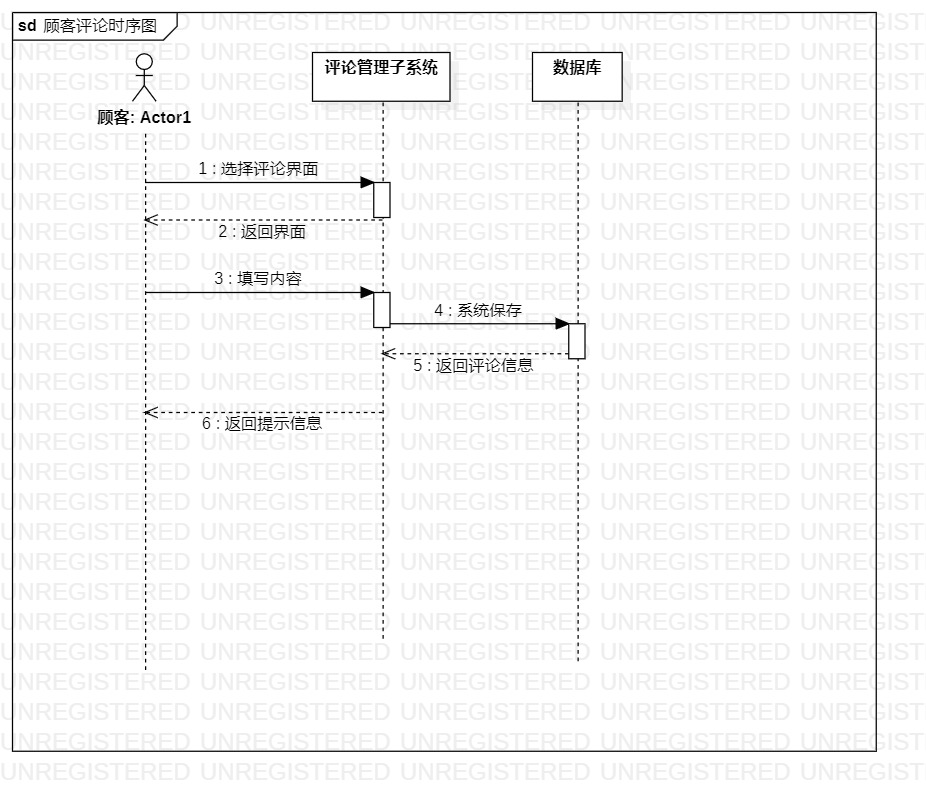 sd 顾客评论时序图
顾客: Actor1
评论管理子系统
数据库
1 : 选择评论界面
2 : 返回界面
3 : 填写内容
4 : 系统保存
5 : 返回评论信息
6 : 返回提示信息
UNREGISTERED